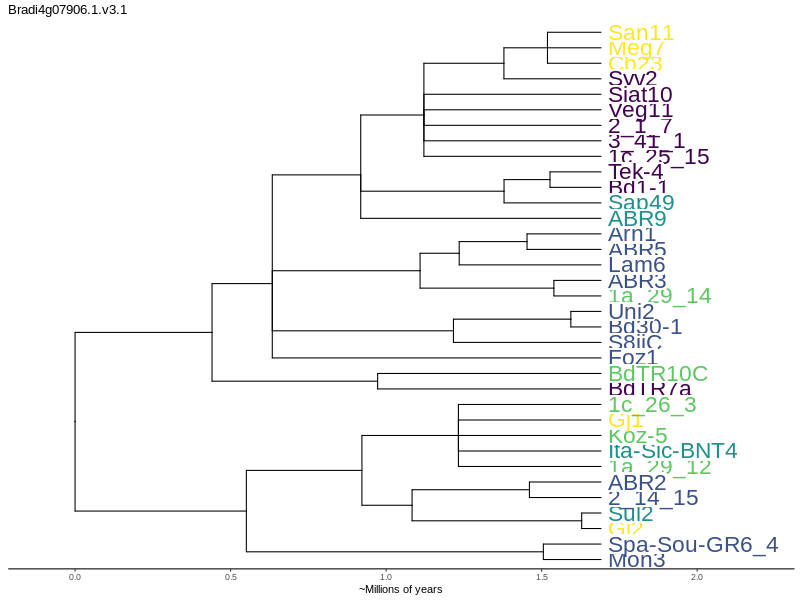 Bradi4g07906.1.v3.1
San11
Meg7
Cn23
Svv2
Siat10
Veg11
2_1_7
3_41_1
1c_25_15
Tek-4
Bd1-1
Sap49
ABR9
Arn1
ABR5
Lam6
ABR3
1a_29_14
Uni2
Bd30-1
S8iiC
Foz1
BdTR10C
BdTR7a
1c_26_3
Gj1
Koz-5
Ita-Sic-BNT4
1a_29_12
ABR2
2_14_15
Sul2
Gi2
Spa-Sou-GR6_4
Mon3
0.0 0.5 1.0 1.5 2.0
~Millions of years